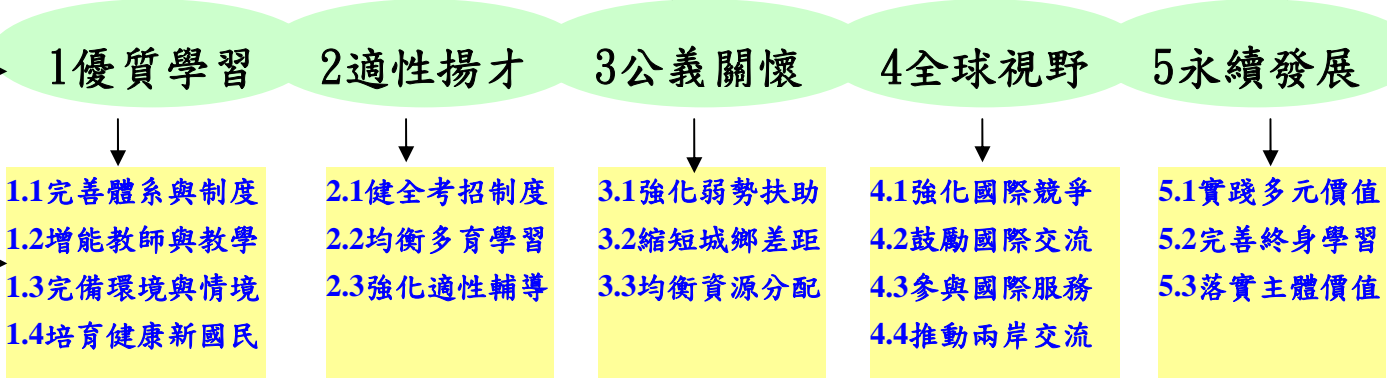 1優質學習
2適性揚才
3公義關懷
4全球視野
5永續發展
1.1完善體系與制度
1.2增能教師與教學
1.3完備環境與情境
1.4培育健康新國民
2.1健全考招制度
2.2均衡多育學習
2.3強化適性輔導
3.1強化弱勢扶助
3.2縮短城鄉差距
3.3均衡資源分配
4.1強化國際競爭
4.2鼓勵國際交流
4.3參與國際服務
4.4推動兩岸交流
5.1實踐多元價值
5.2完善終身學習
5.3落實主體價值